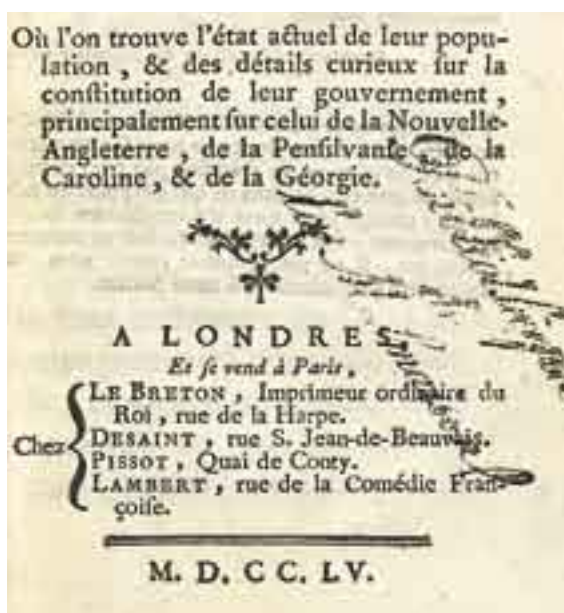 Où l'on trouve l'état actuel de leur popu-
lation , & des détails curieux ſur la
conſtitution de leur gouvernement ,
principalement ſur celui de la Nouvelle-
Angleterre , de la Penſilvanie , de la
Caroline , & de la Géorgie.
A LONDRES,
Et ſe vend à Paris ,
Chez
LE BRETON , Imprimeur ordinaire du
Roi , rue de la Harpe.
DESAINT , rue S. Jean-de-Beauvais.
PISSOT , Quai de Conty.
LAMBERT , rue de la Comédie Fran-
çoiſe.
M. D. C C. LV.